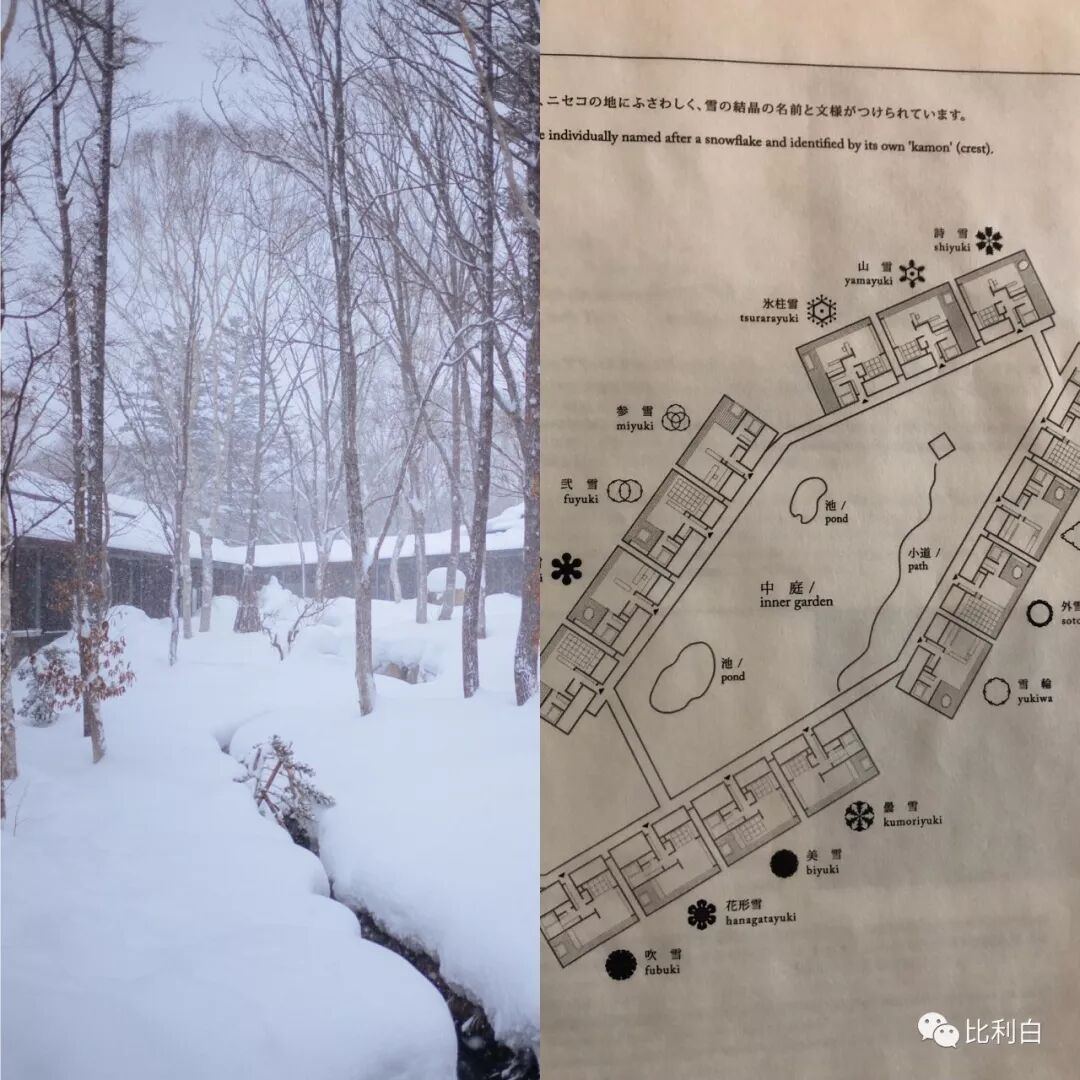 、ニセコの地にふさわしく、雪の結晶の名前と文様がつけられています。
individually named after a snowflake and identified by its own 'kamon' (crest).
詩 雪
shiyuki
山 雪
yamayuki
氷柱雪
tsurarayuki
参 雪
miyuki
弐 雪
fuyuki
池 /
pond
小道 /
path
中 庭 /
inner garden
池 /
pond
外雪
雪 輪
yukiwa
曇 雪
kumoriyuki
美 雪
biyuki
花形雪
hanagatayuki
吹 雪
fubuki
比利白